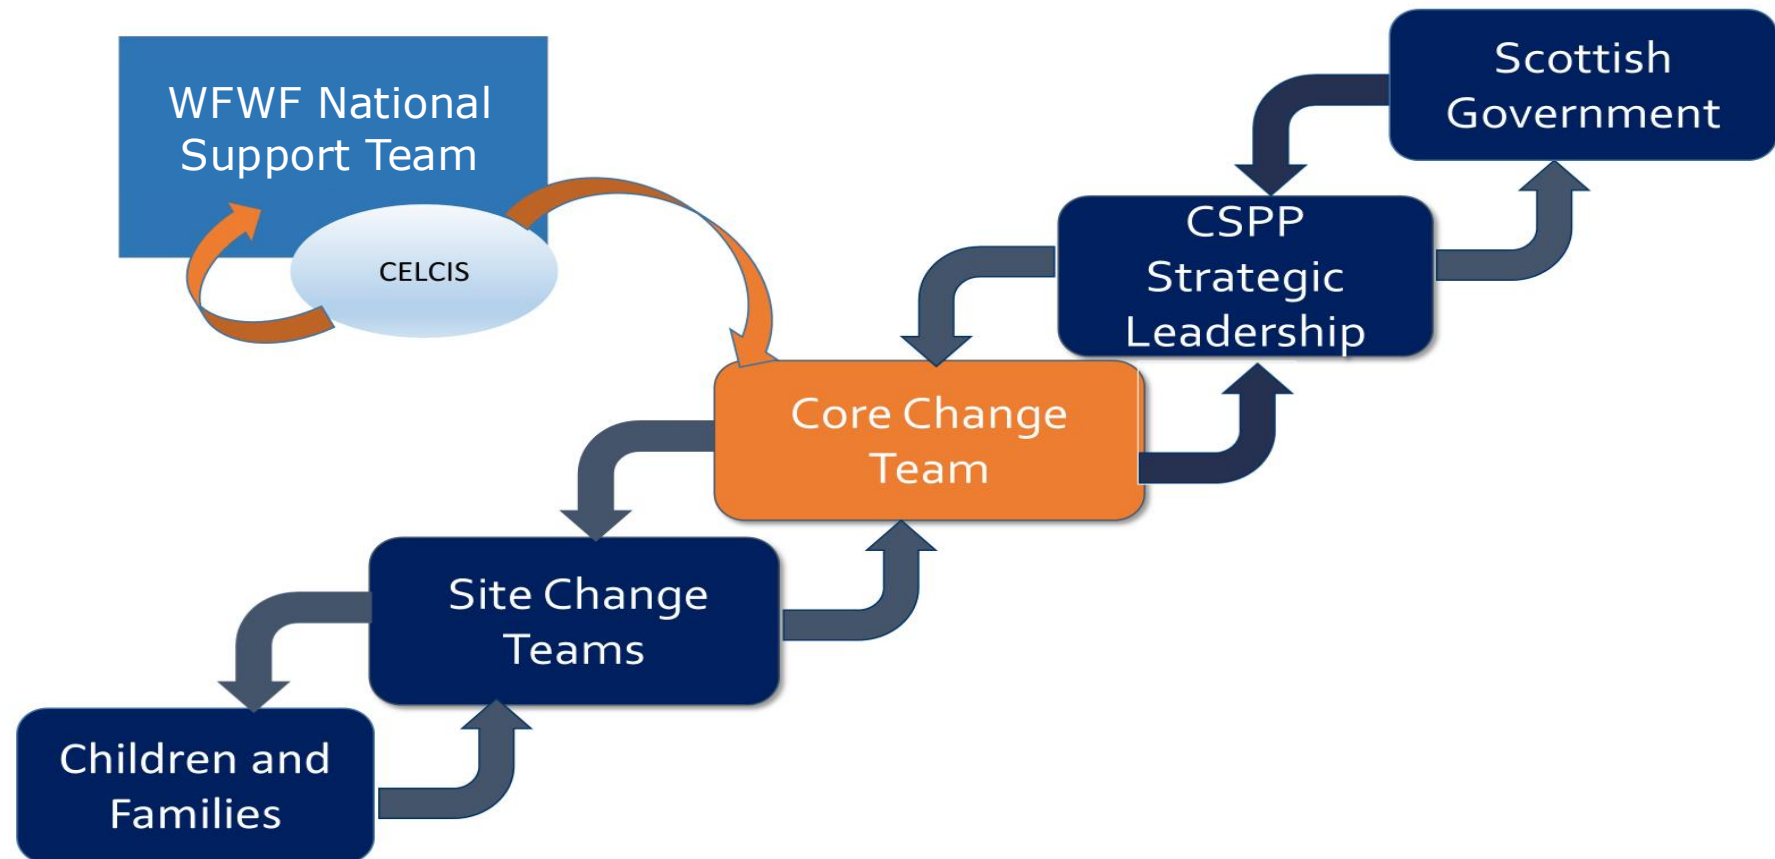 WFWF National
Support Team
CELCIS
Scottish
Government
CSPP
Strategic
Leadership
Core Change
Team
Site Change
Teams
Children and
Families